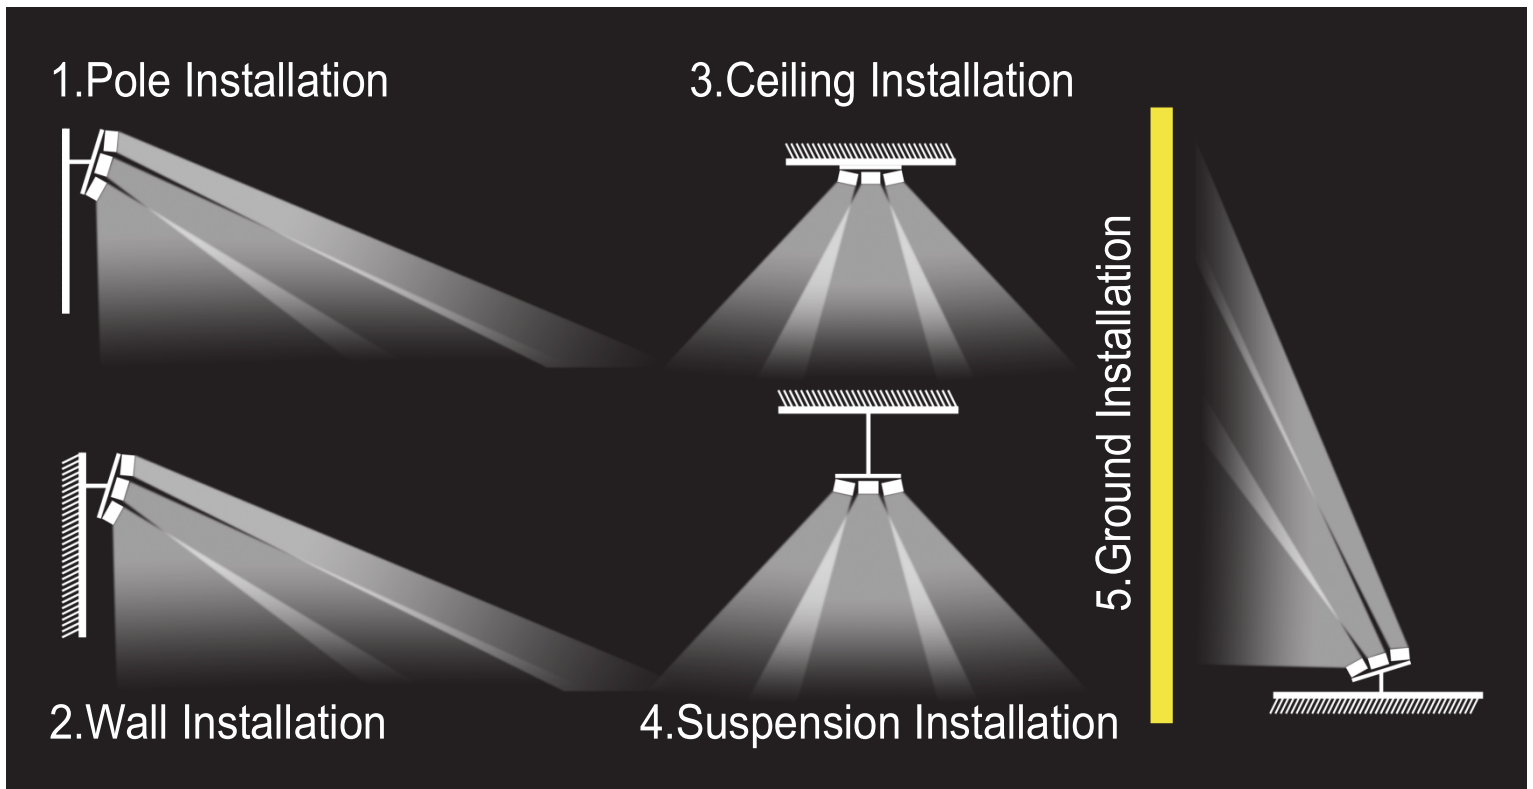 1.Pole Installation
3.Ceiling Installation
2.Wall Installation
4.Suspension Installation
5.Ground Installation